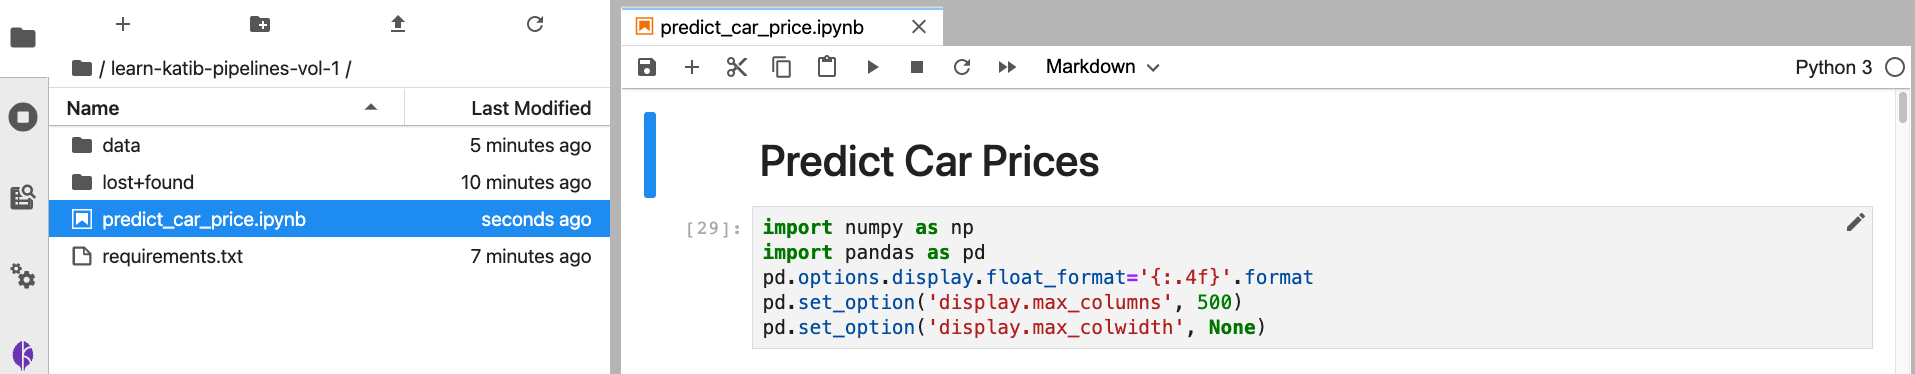 / learn-katib-pipelines-vol-1 /
Name Last Modified
data 5 minutes ago
lost+found 10 minutes ago
predict_car_price.ipynb seconds ago
requirements.txt 7 minutes ago
predict_car_price.ipynb
Markdown Python 3
Predict Car Prices
[29]: import numpy as np
import pandas as pd
pd.options.display.float_format='{:.4f}'.format
pd.set_option('display.max_columns', 500)
pd.set_option('display.max_colwidth', None)